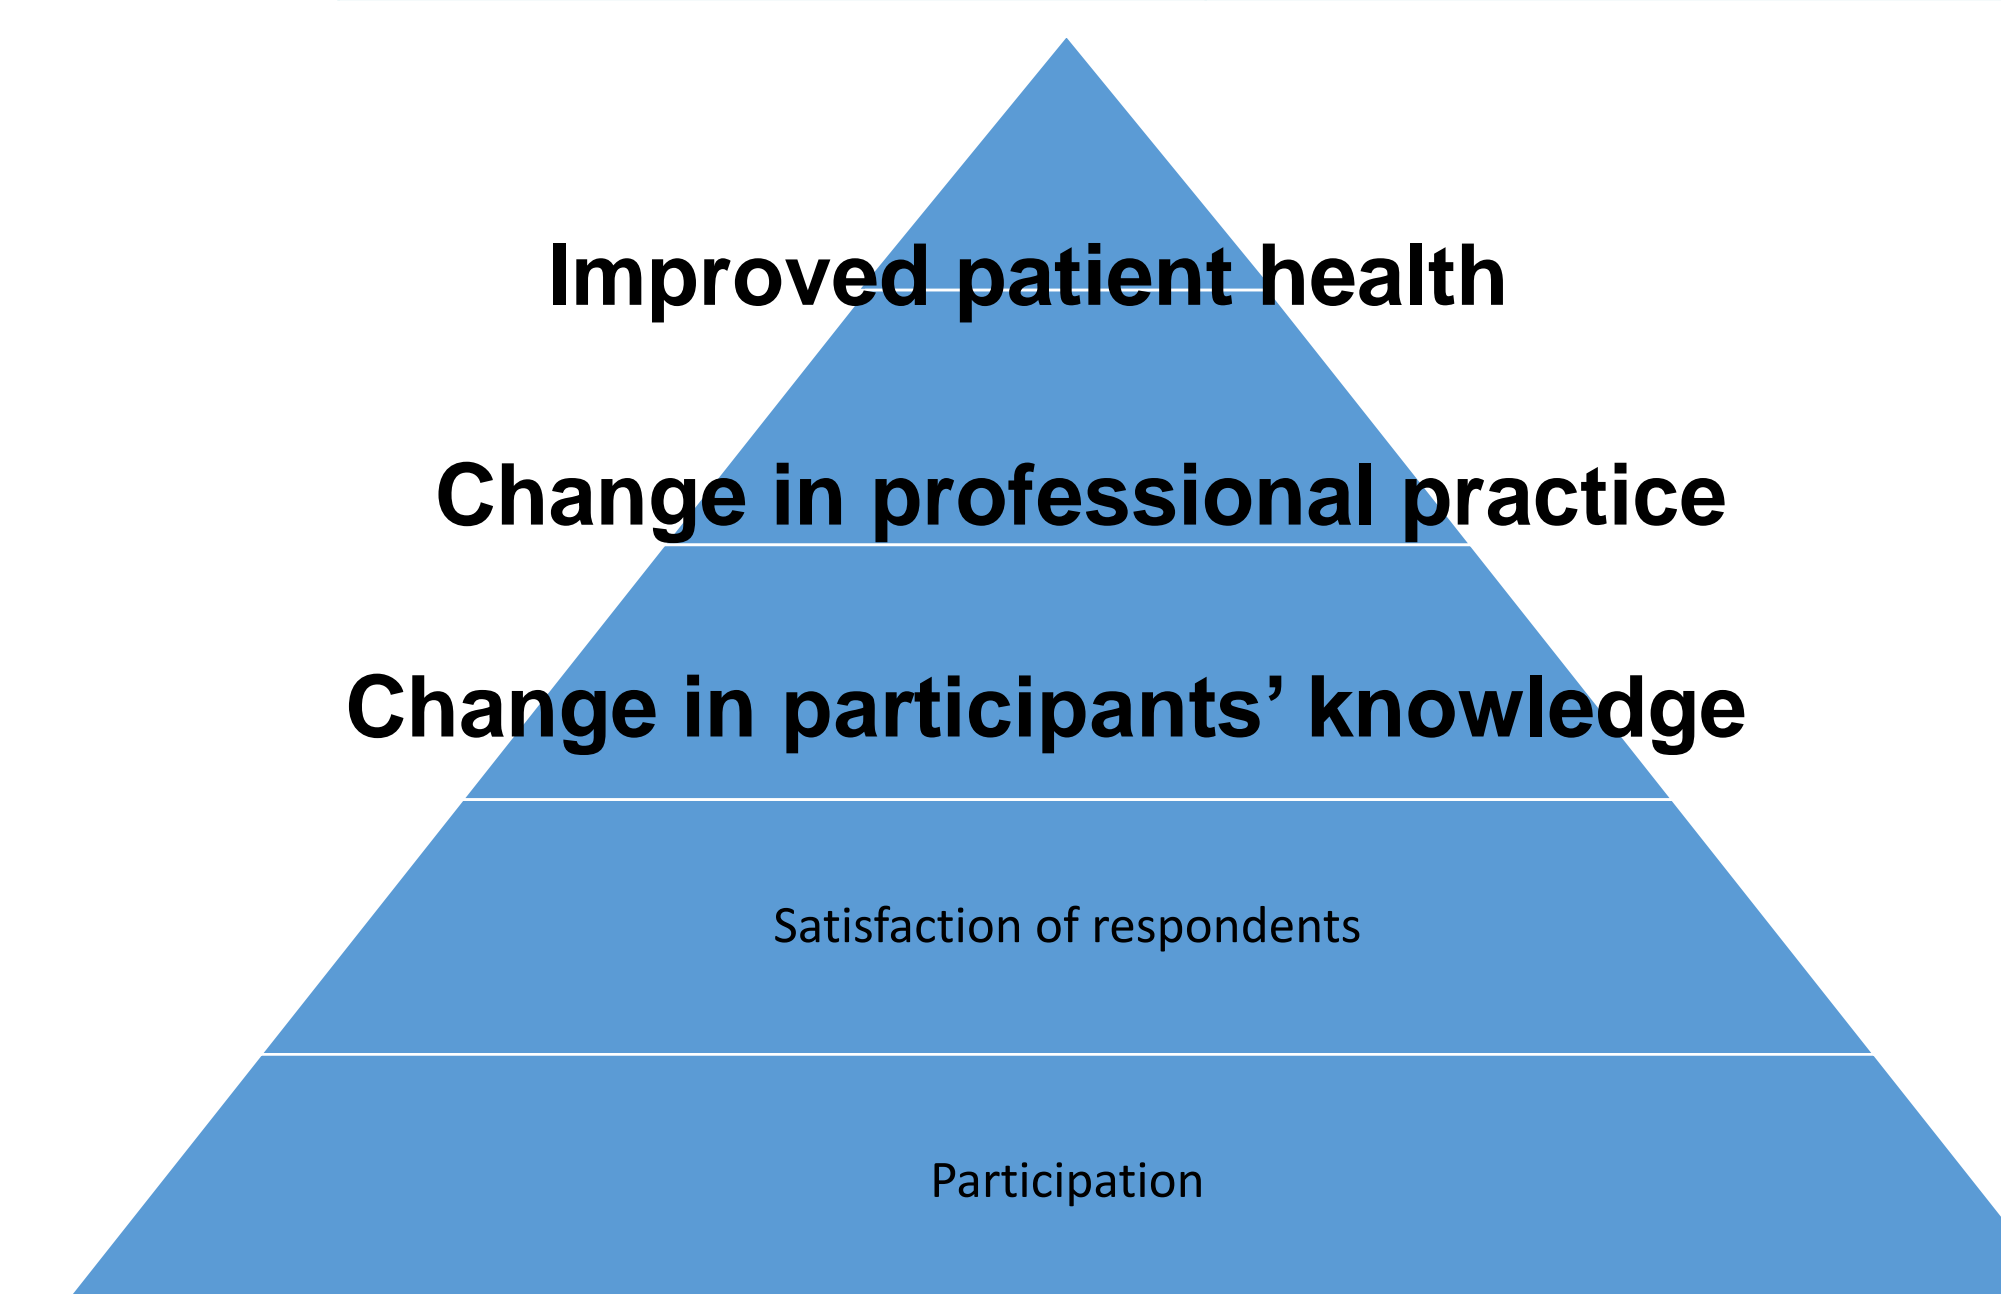 Improved patient health
Change in professional practice
Change in participants’ knowledge
Satisfaction of respondents
Participation